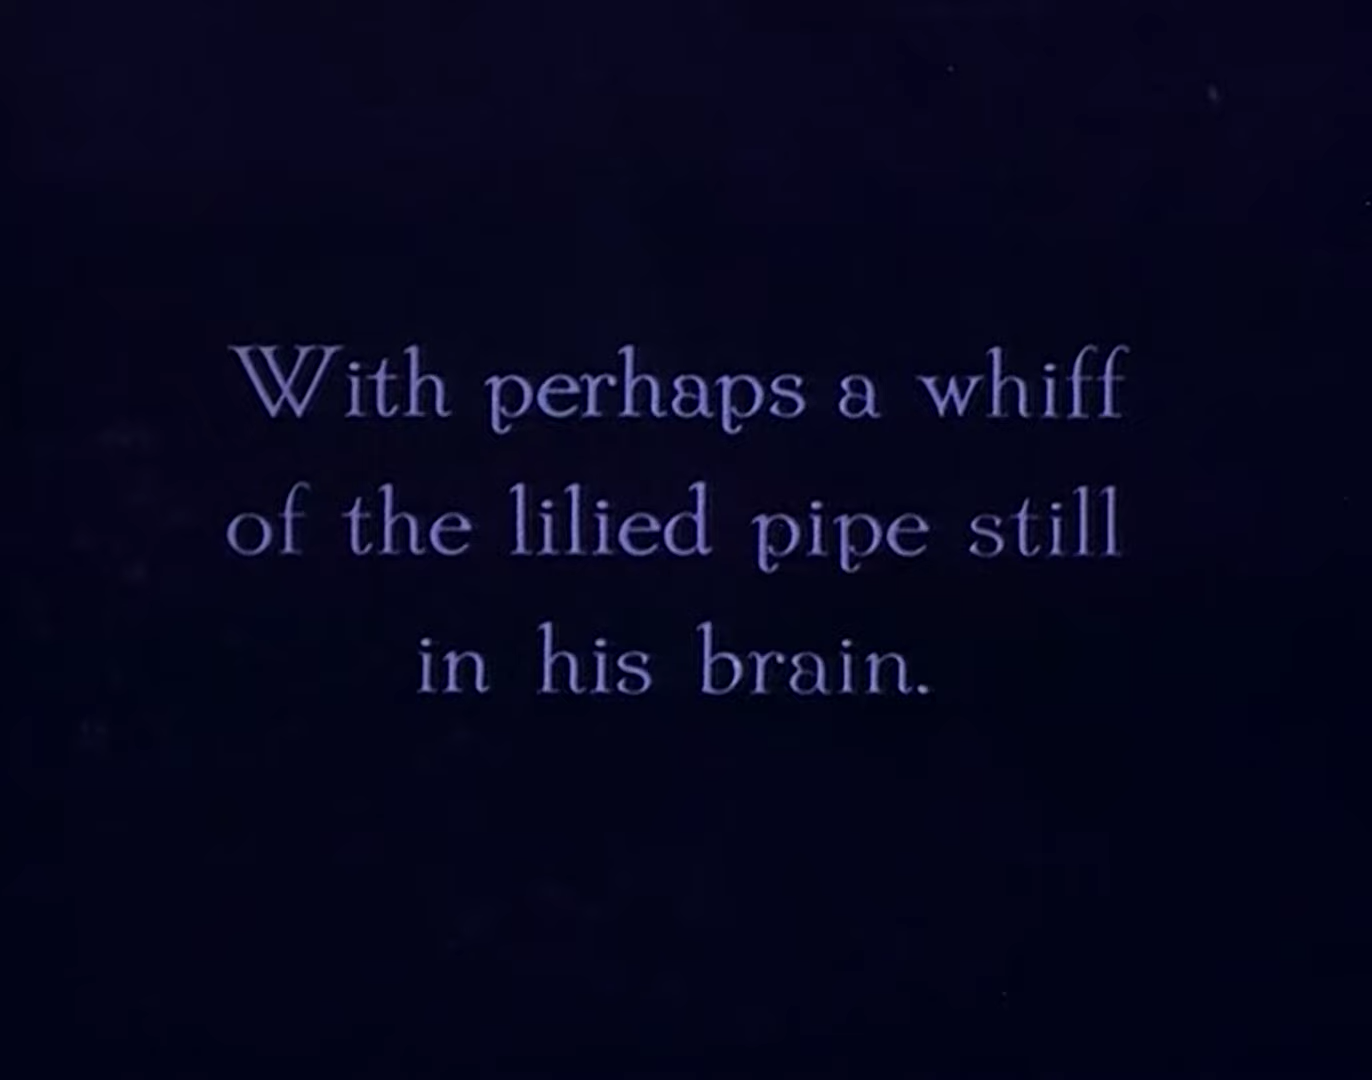 With perhaps a whiff
of the lilied pipe still
in his brain.